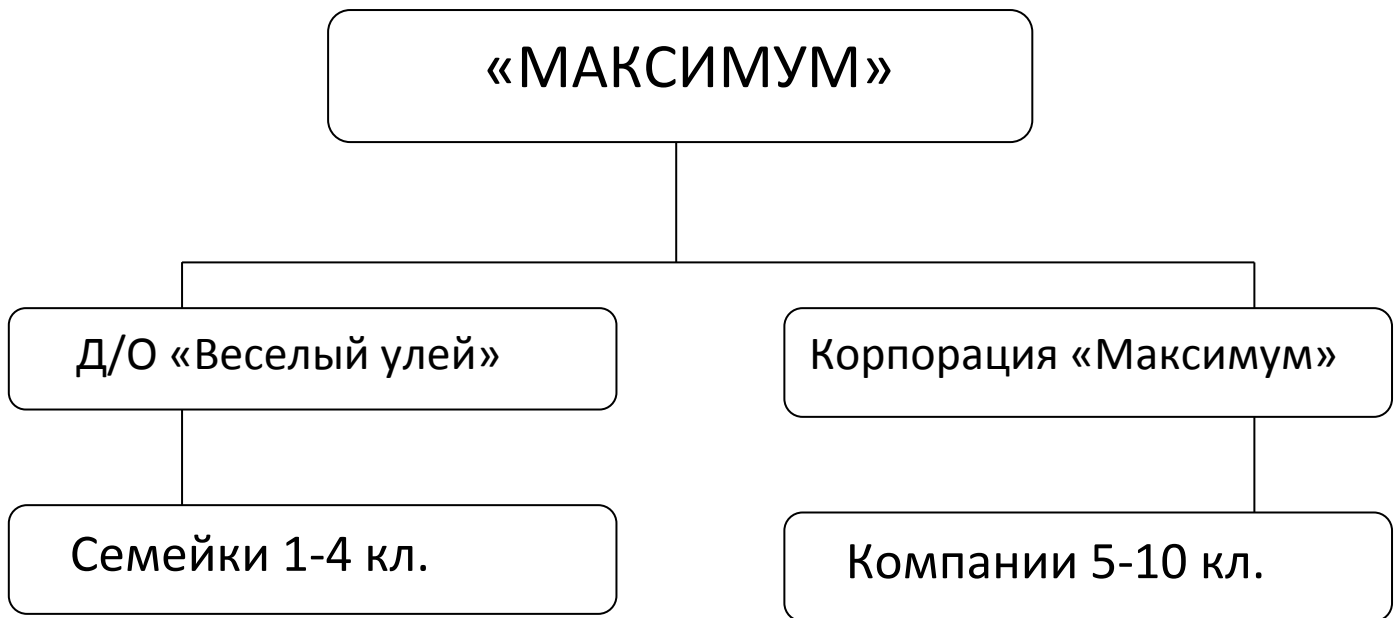 «МАКСИМУМ»
Д/О «Веселый улей»
Корпорация «Максимум»
Семейки 1-4 кл.
Компании 5-10 кл.